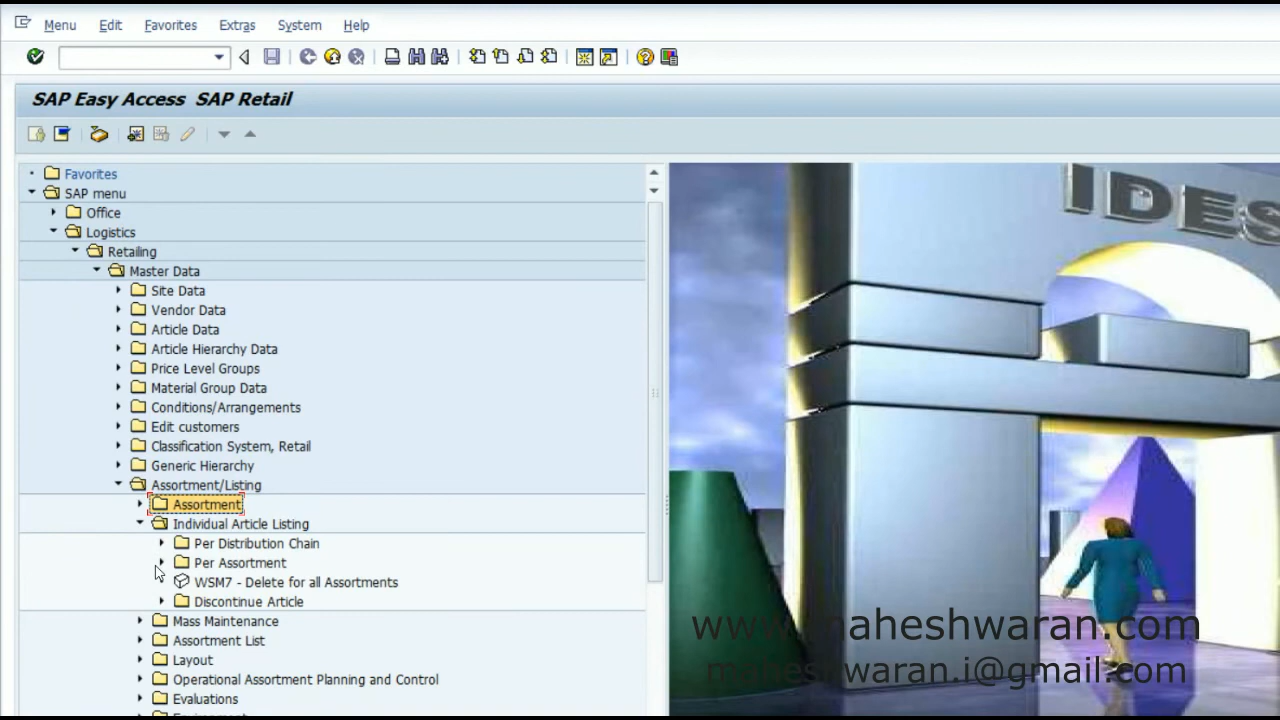 Menu Edit Favorites Extras System Help
SAP Easy Access SAP Retail
Favorites
SAP menu
Office
Logistics
Retailing
Master Data
Site Data
Vendor Data
Article Data
Article Hierarchy Data
Price Level Groups
Material Group Data
Conditions/Arrangements
Edit customers
Classification System, Retail
Generic Hierarchy
Assortment/Listing
Assortment
Individual Article Listing
Per Distribution Chain
Per Assortment
WSM7 - Delete for all Assortments
Discontinue Article
Mass Maintenance
Assortment List
Layout
Operational Assortment Planning and Control
Evaluations
IDES
www.maheshwaran.com
maheshwaran.i@gmail.com